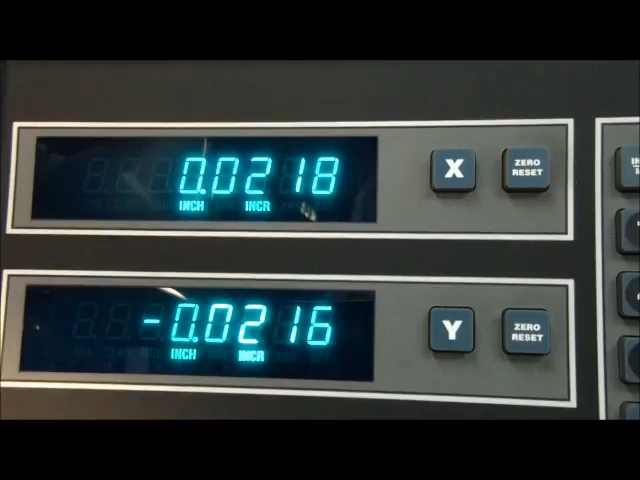 0.0218 X ZERO RESET
INCH INCR
-0.0216 Y ZERO RESET
INCH INCR